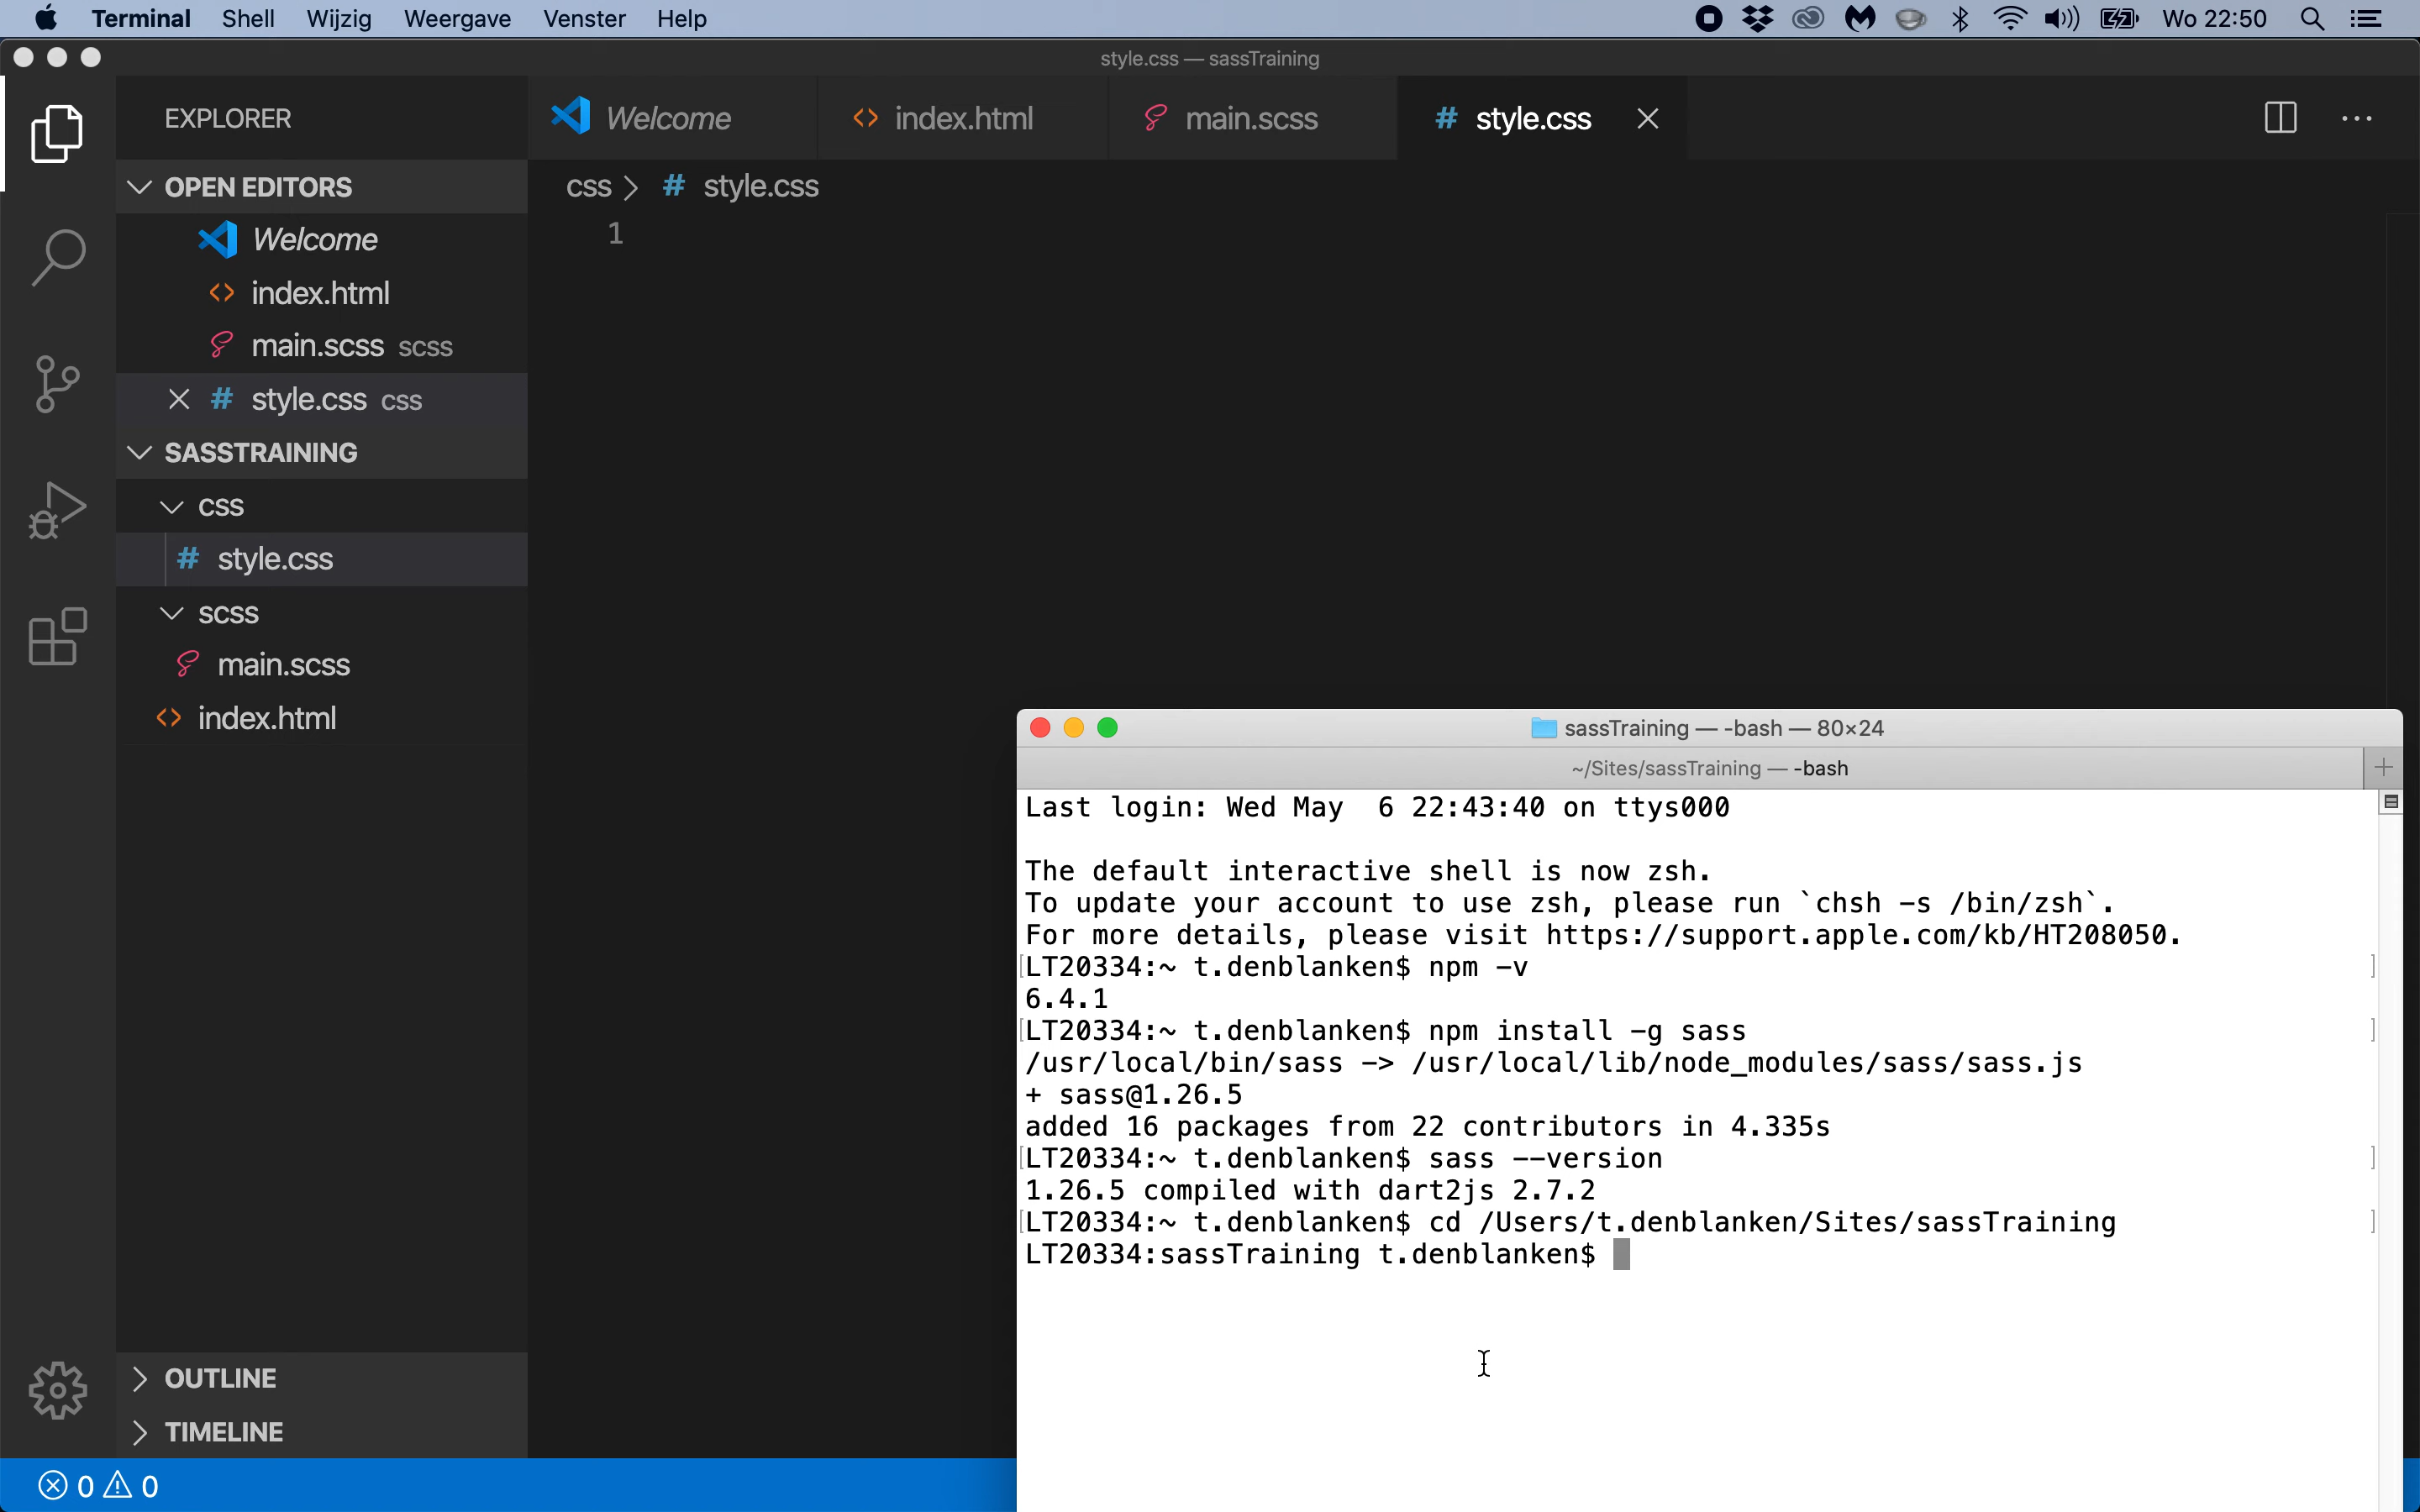 Terminal Shell Wijzig Weergave Venster Help Wo 22:50
style.css — sassTraining
EXPLORER
Welcome index.html main.scss # style.css
OPEN EDITORS
css > # style.css
Welcome
1
index.html
main.scss scss
# style.css css
SASSTRAINING
css
# style.css
scss
main.scss
index.html
OUTLINE
TIMELINE
0 0
sassTraining — -bash — 80×24
~/Sites/sassTraining — -bash
Last login: Wed May  6 22:43:40 on ttys000
The default interactive shell is now zsh.
To update your account to use zsh, please run `chsh -s /bin/zsh`.
For more details, please visit https://support.apple.com/kb/HT208050.
[LT20334:~ t.denblanken$ npm -v ]
6.4.1
[LT20334:~ t.denblanken$ npm install -g sass ]
/usr/local/bin/sass -> /usr/local/lib/node_modules/sass/sass.js
+ sass@1.26.5
added 16 packages from 22 contributors in 4.335s
[LT20334:~ t.denblanken$ sass --version ]
1.26.5 compiled with dart2js 2.7.2
[LT20334:~ t.denblanken$ cd /Users/t.denblanken/Sites/sassTraining ]
LT20334:sassTraining t.denblanken$